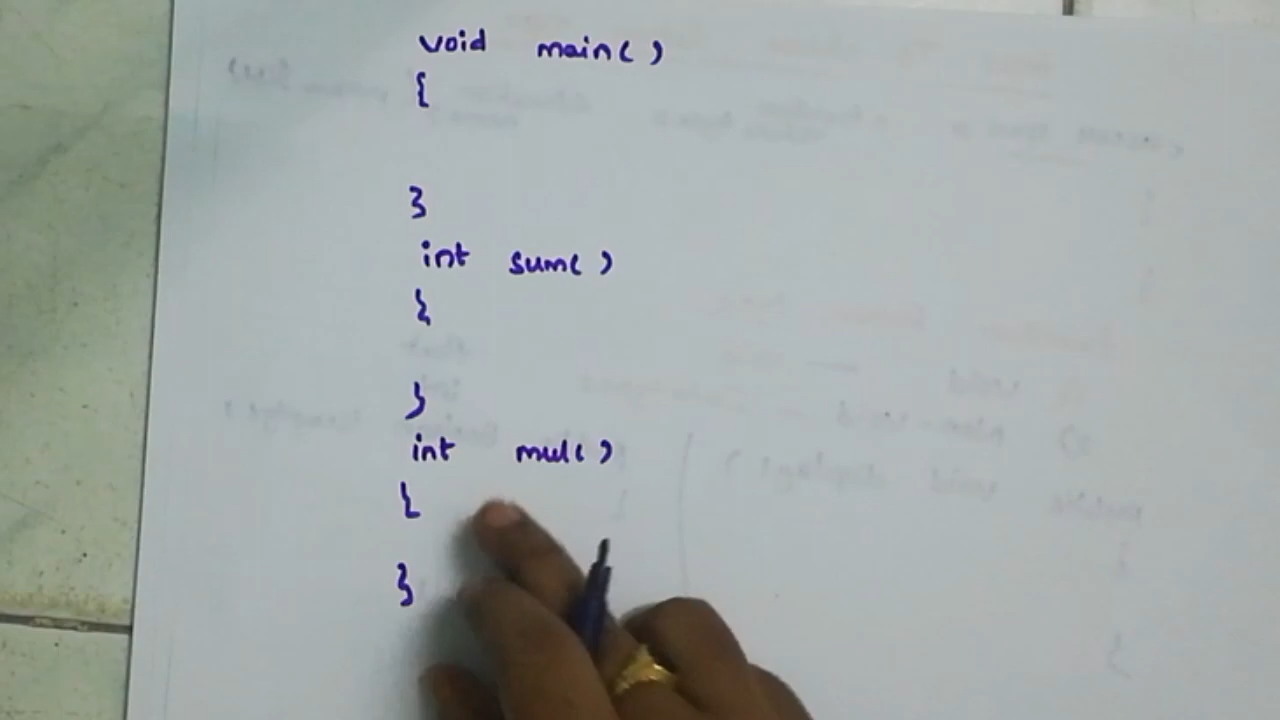 void main()
{
}
int sum()
{
}
int mul()
{
}